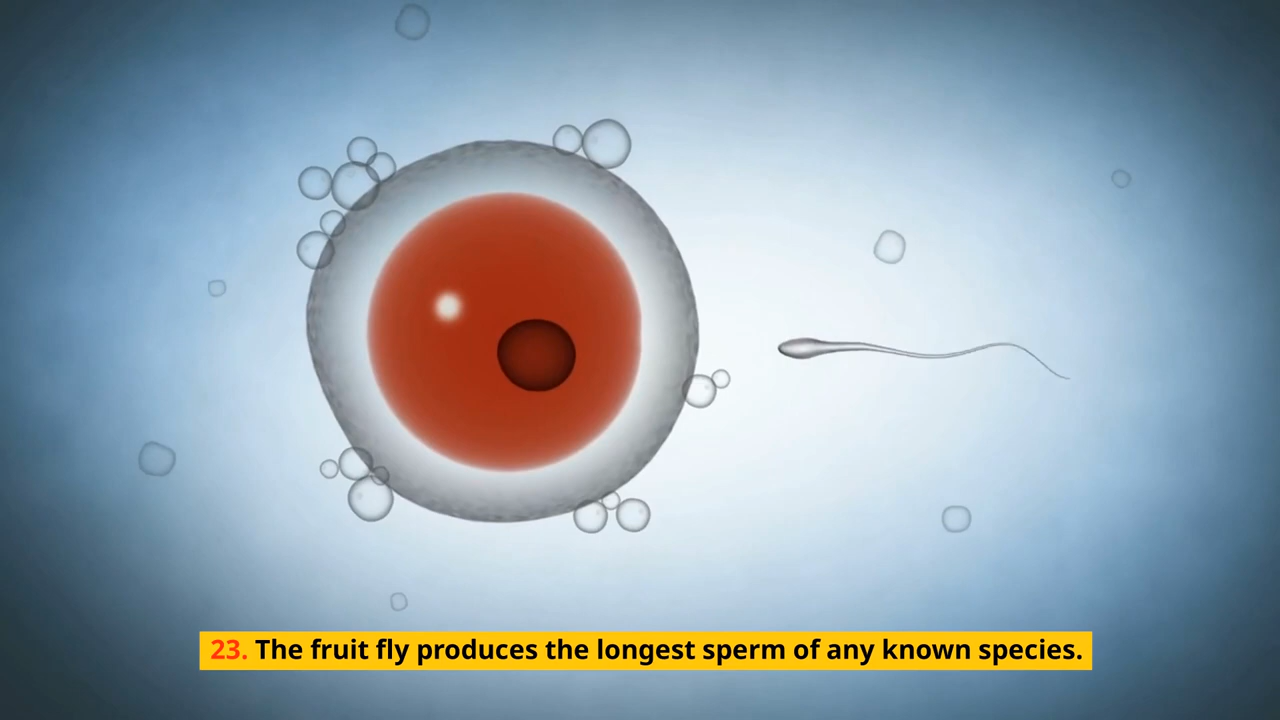 23. The fruit fly produces the longest sperm of any known species.